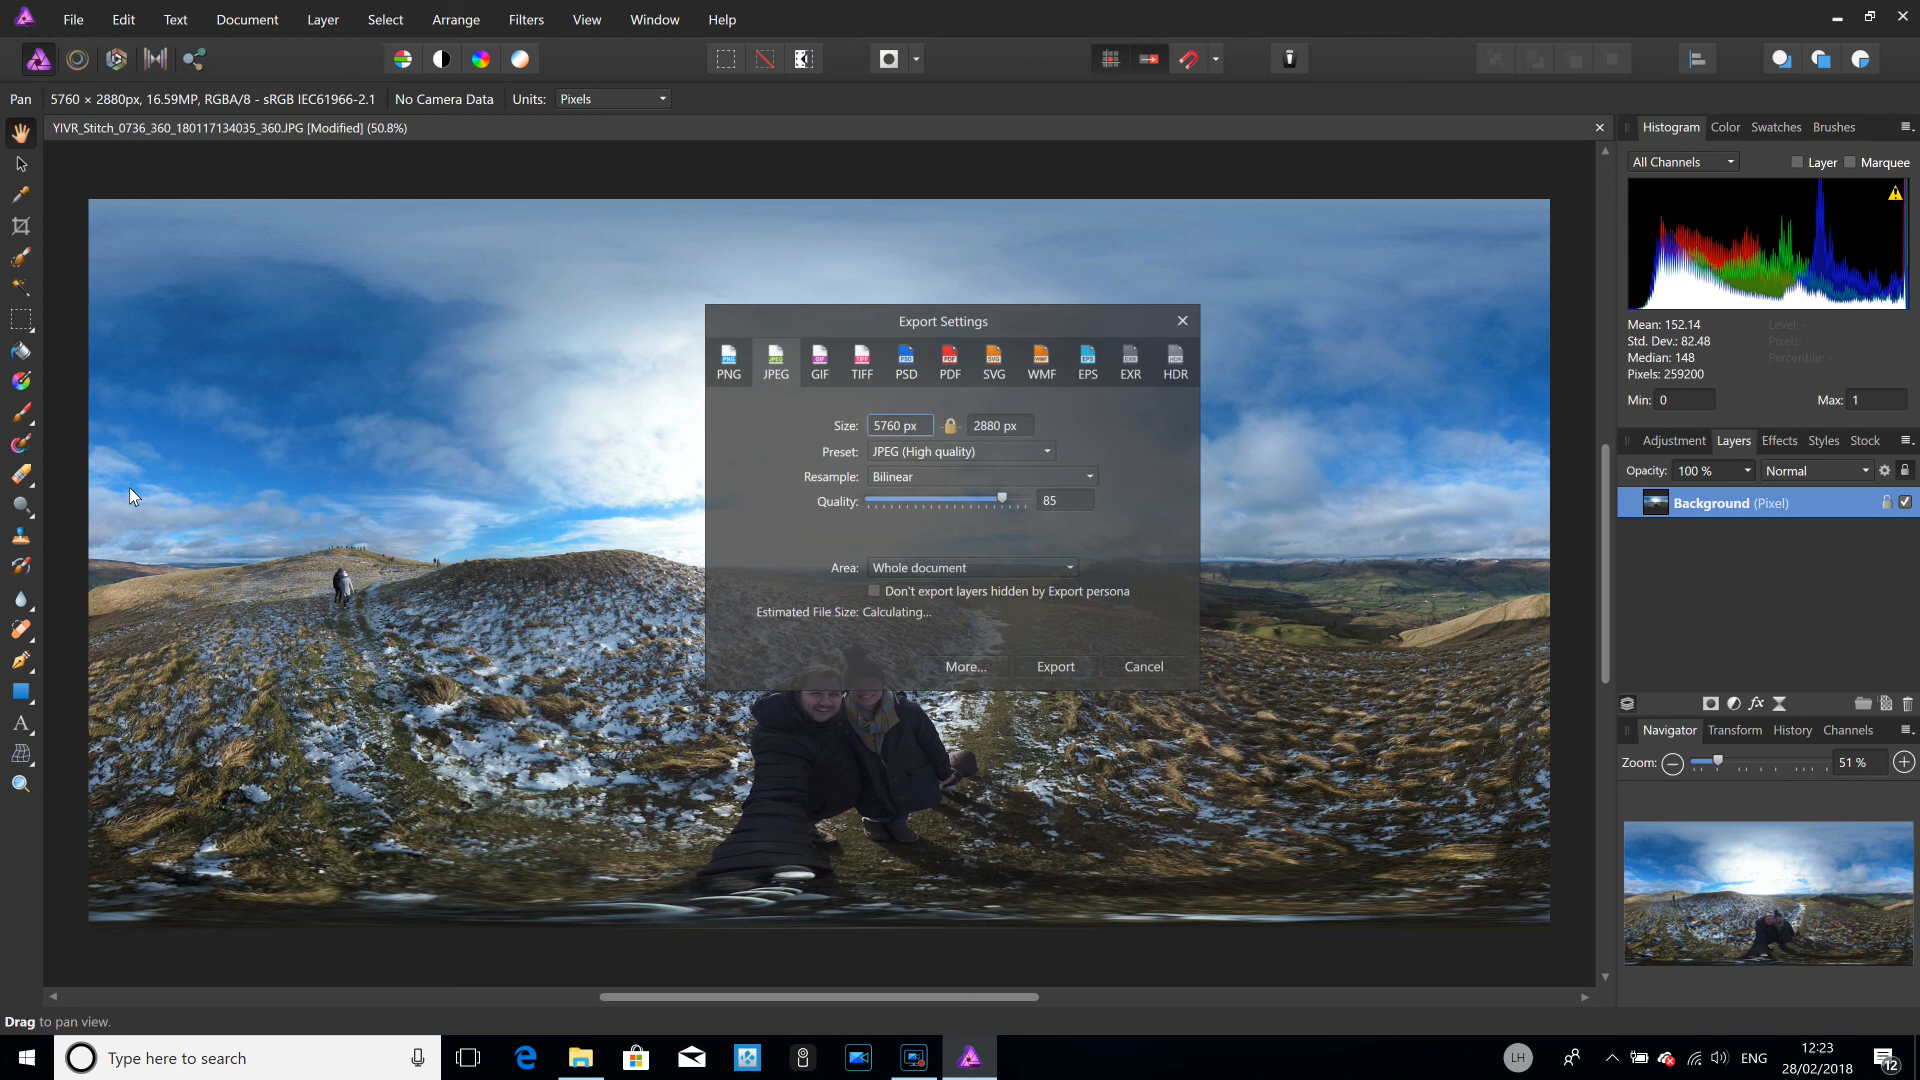 File Edit Text Document Layer Select Arrange Filters View Window Help
Pan 5760 × 2880px, 16.59MP, RGBA/8 - sRGB IEC61966-2.1 No Camera Data Units: Pixels
YIVR_Stitch_0736_360_180117134035_360.JPG [Modified] (50.8%)
Histogram Color Swatches Brushes
All Channels Layer Marquee
Mean: 152.14 Level: -
Std. Dev.: 82.48 Pixels: -
Median: 148 Percentile: -
Pixels: 259200
Min: 0 Max: 1
Adjustment Layers Effects Styles Stock
Opacity: 100 % Normal
Background (Pixel)
fx
Navigator Transform History Channels
Zoom: 51 %
Export Settings
PNG JPEG GIF TIFF PSD PDF SVG WMF EPS EXR HDR
Size: 5760 px 2880 px
Preset: JPEG (High quality)
Resample: Bilinear
Quality: 85
Area: Whole document
Don't export layers hidden by Export persona
Estimated File Size: Calculating...
More... Export Cancel
Drag to pan view.
Type here to search
LH ENG 12:23 12
28/02/2018